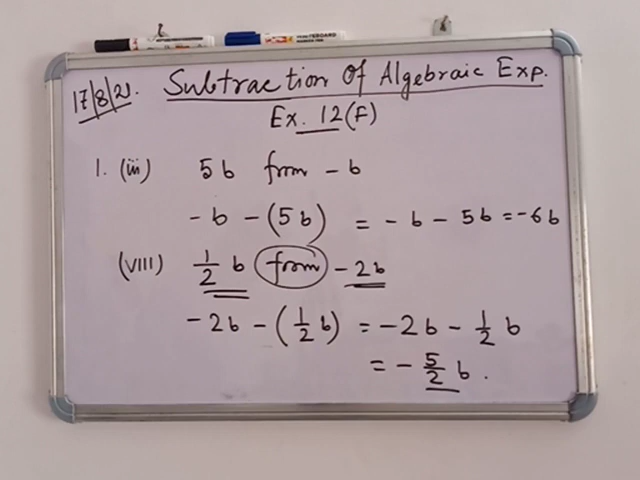 17/8/21. Subtraction Of Algebraic Exp.
Ex. 12(F)
1. (iii) 5b from - b
- b - (5b) = - b - 5b = -6b
(VIII) 1/2 b from - 2b
-2b - (1/2 b) = -2b - 1/2 b
= - 5/2 b.